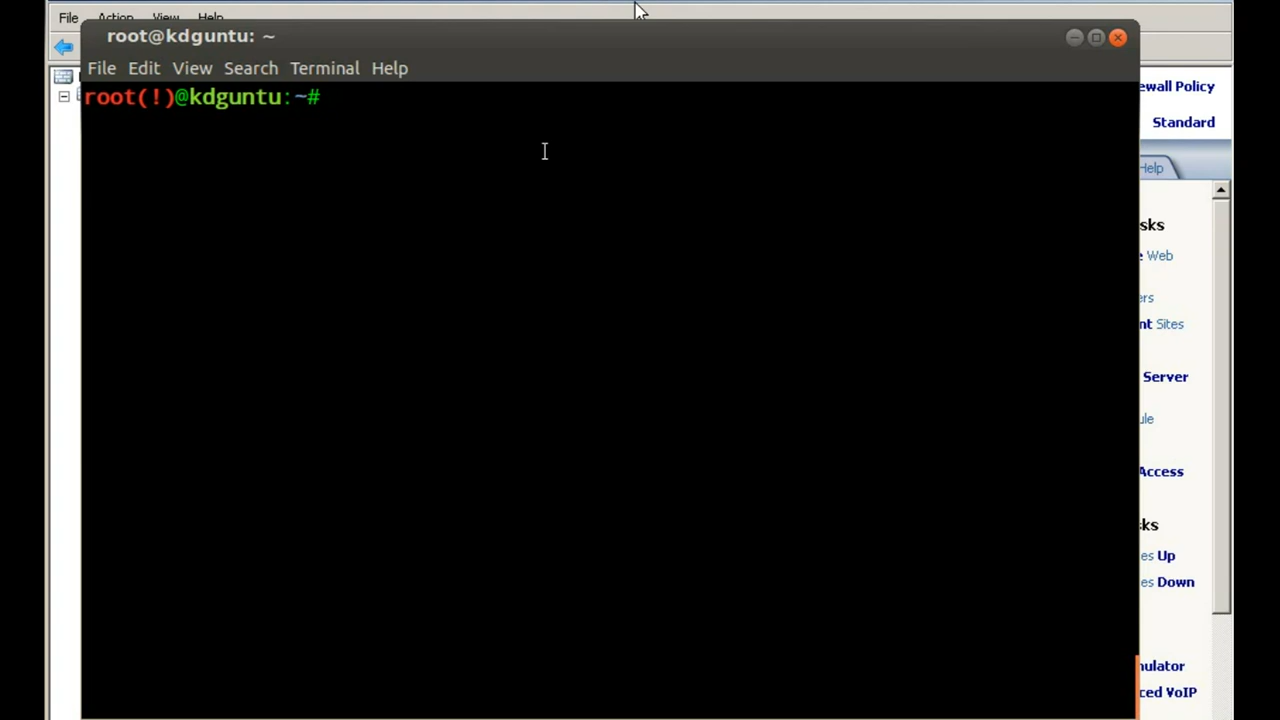 File Action View Help
root@kdguntu: ~
File Edit View Search Terminal Help
root(!)@kdguntu:~#
ewall Policy
Standard
Help
sks
e Web
ers
nt Sites
Server
ule
Access
ks
es Up
es Down
nulator
ced VoIP